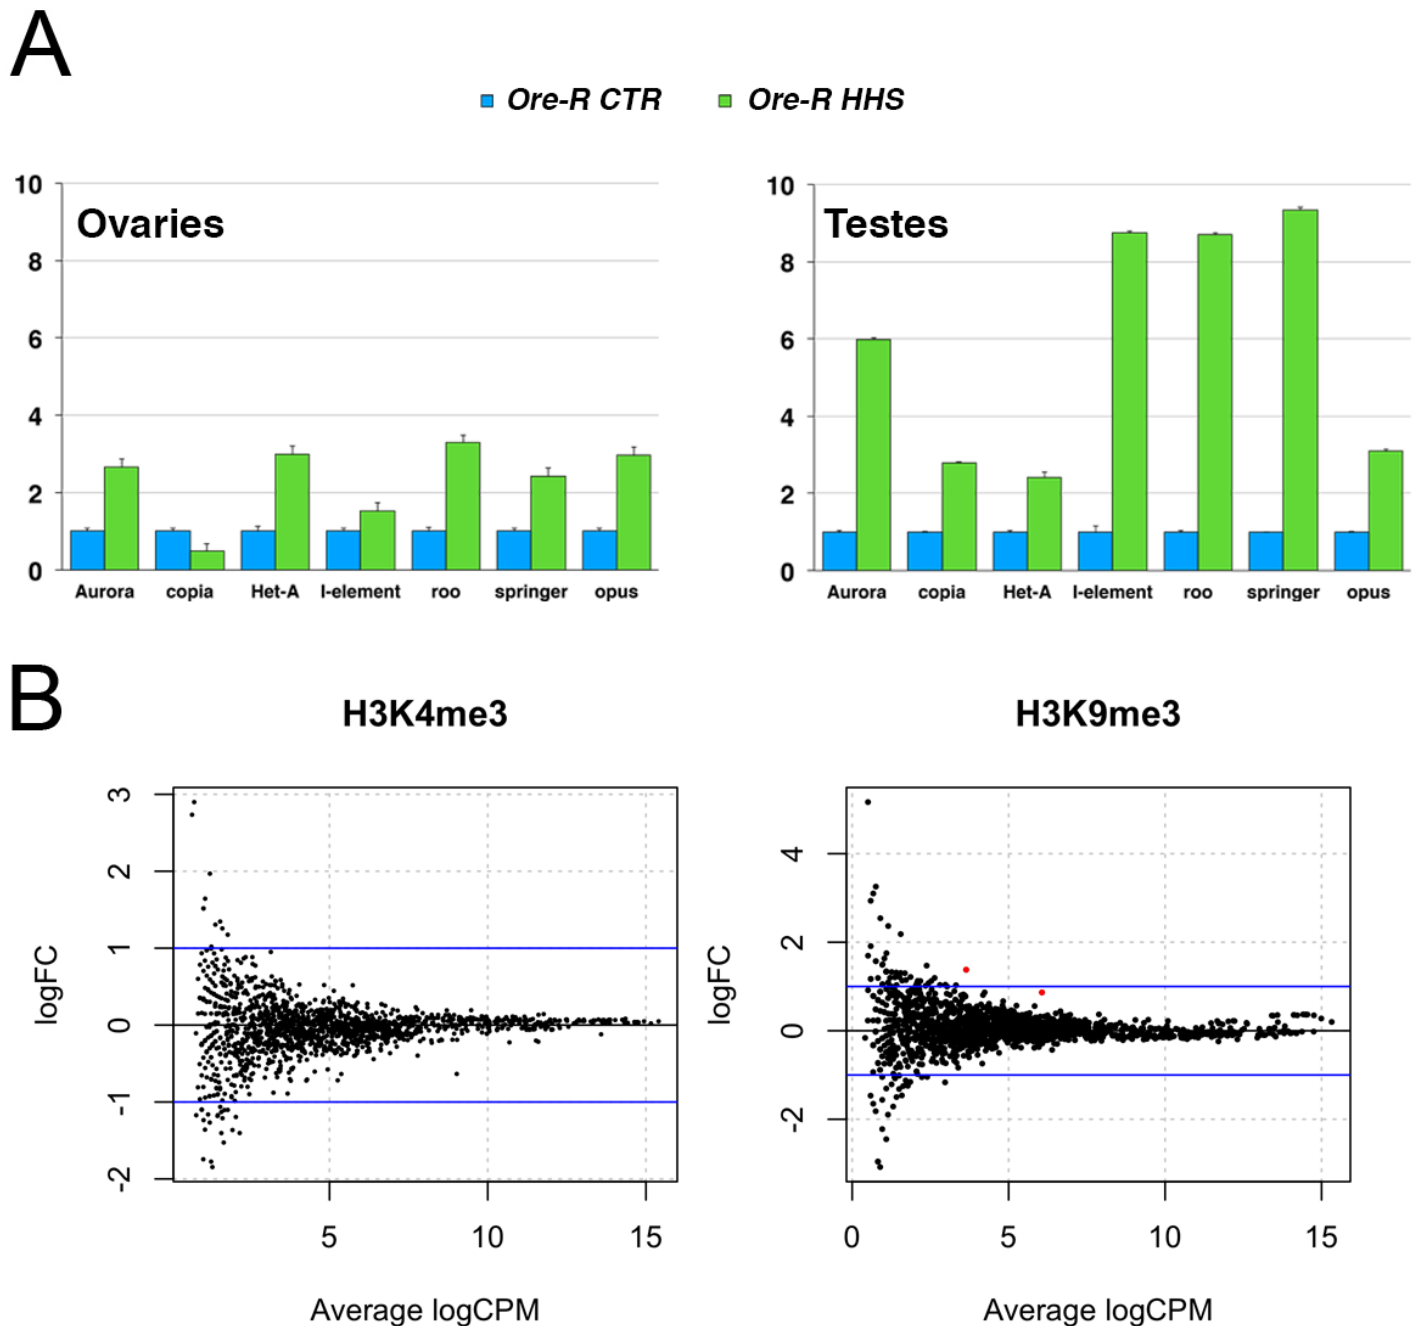 A
Ore-R CTR Ore-R HHS
Ovaries
10
8
6
4
2
0
Aurora copia Het-A I-element roo springer opus
Testes
10
8
6
4
2
0
Aurora copia Het-A I-element roo springer opus
B
H3K4me3
logFC
3
2
1
0
-1
-2
5 10 15
Average logCPM
H3K9me3
logFC
4
2
0
-2
0 5 10 15
Average logCPM